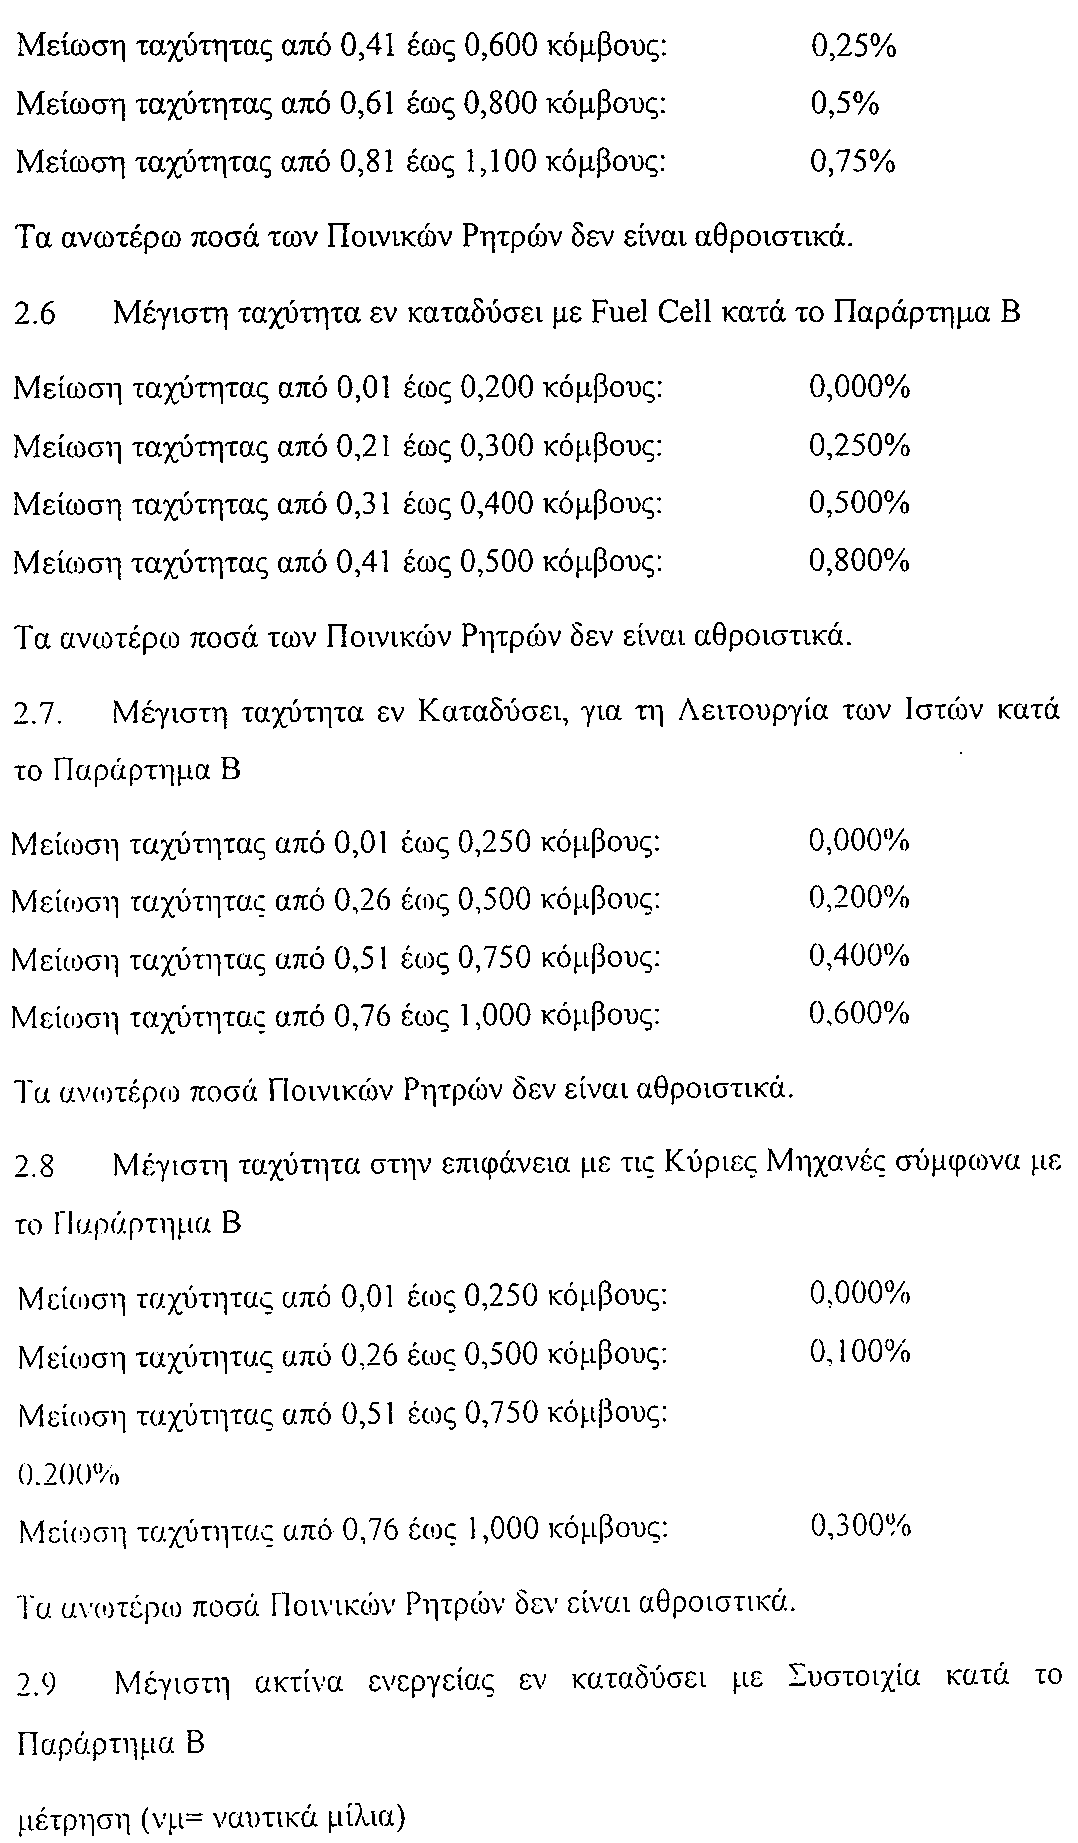 Μείωση ταχύτητας από 0,41 έως 0,600 κόμβους: 0,25%
Μείωση ταχύτητας από 0,61 έως 0,800 κόμβους: 0,5%
Μείωση ταχύτητας από 0,81 έως 1,100 κόμβους: 0,75%
Τα ανωτέρω ποσά των Ποινικών Ρητρών δεν είναι αθροιστικά.
2.6 Μέγιστη ταχύτητα εν καταδύσει με Fuel Cell κατά το Παράρτημα Β
Μείωση ταχύτητας από 0,01 έως 0,200 κόμβους: 0,000%
Μείωση ταχύτητας από 0,21 έως 0,300 κόμβους: 0,250%
Μείωση ταχύτητας από 0,31 έως 0,400 κόμβους: 0,500%
Μείωση ταχύτητας από 0,41 έως 0,500 κόμβους: 0,800%
Τα ανωτέρω ποσά των Ποινικών Ρητρών δεν είναι αθροιστικά.
2.7. Μέγιστη ταχύτητα εν Καταδύσει, για τη Λειτουργία των Ιστών κατά
το Παράρτημα Β
Μείωση ταχύτητας από 0,01 έως 0,250 κόμβους: 0,000%
Μείωση ταχύτητας από 0,26 έως 0,500 κόμβους: 0,200%
Μείωση ταχύτητας από 0,51 έως 0,750 κόμβους: 0,400%
Μείωση ταχύτητας από 0,76 έως 1,000 κόμβους: 0,600%
Τα ανωτέρω ποσά Ποινικών Ρητρών δεν είναι αθροιστικά.
2.8 Μέγιστη ταχύτητα στην επιφάνεια με τις Κύριες Μηχανές σύμφωνα με
το Παράρτημα Β
Μείωση ταχύτητας από 0,01 έως 0,250 κόμβους: 0,000%
Μείωση ταχύτητας από 0,26 έως 0,500 κόμβους: 0,100%
Μείωση ταχύτητας από 0,51 έως 0,750 κόμβους:
0.200%
Μείωση ταχύτητας από 0,76 έως 1,000 κόμβους: 0,300%
Τα ανωτέρω ποσά Ποινικών Ρητρών δεν είναι αθροιστικά.
2.9 Μέγιστη ακτίνα ενεργείας εν καταδύσει με Συστοιχία κατά το
Παράρτημα Β
μέτρηση (νμ= ναυτικά μίλια)